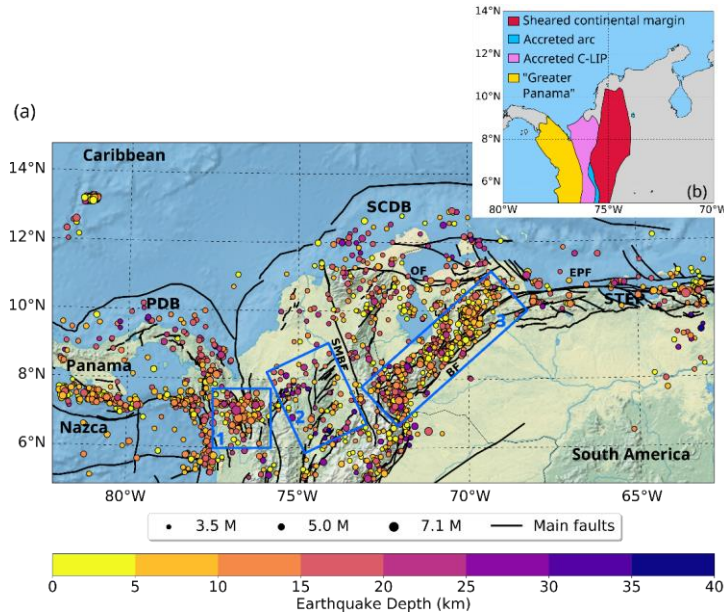 14°N
12°N
10°N
8°N
6°N
80°W
75°W
70°W
Sheared continental margin
Accreted arc
Accreted C-LIP
"Greater
Panama"
(b)
(a)
14°N
12°N
10°N
8°N
6°N
Caribbean
SCDB
PDB
OF
EPF
STEP
SMBF
BF
Panama
Nazca
South America
1
2
3
80°W
75°W
70°W
65°W
3.5 M
5.0 M
7.1 M
Main faults
0
5
10
15
20
25
30
35
40
Earthquake Depth (km)